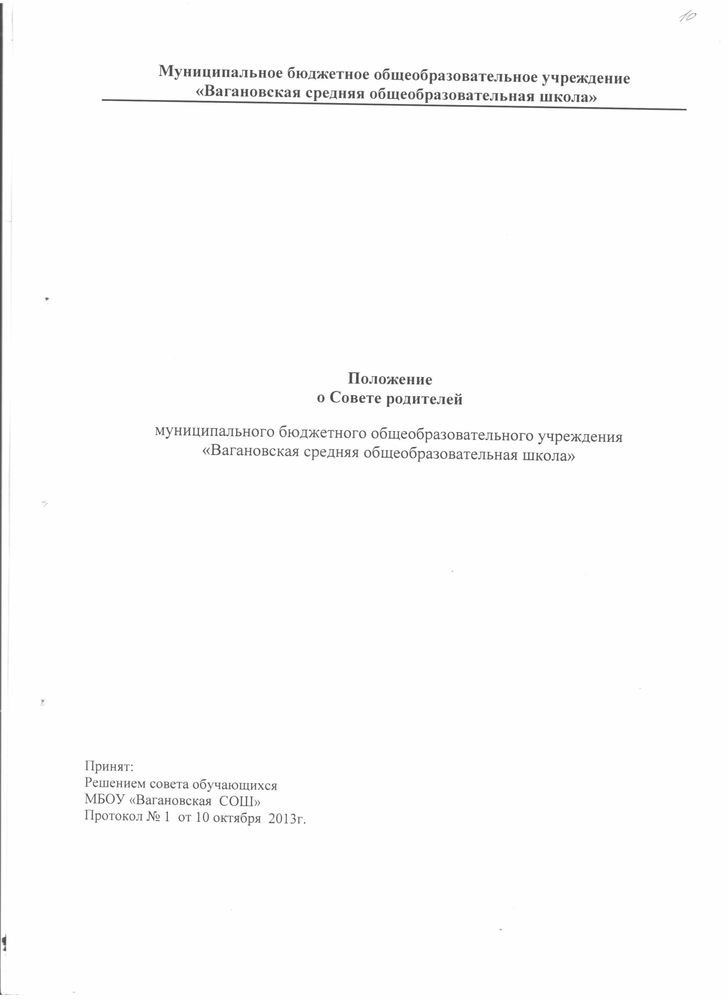 10
Муниципальное бюджетное общеобразовательное учреждение
«Вагановская средняя общеобразовательная школа»
Положение
о Совете родителей
муниципального бюджетного общеобразовательного учреждения
«Вагановская средняя общеобразовательная школа»
Принят:
Решением совета обучающихся
МБОУ «Вагановская  СОШ»
Протокол № 1  от 10 октября  2013г.